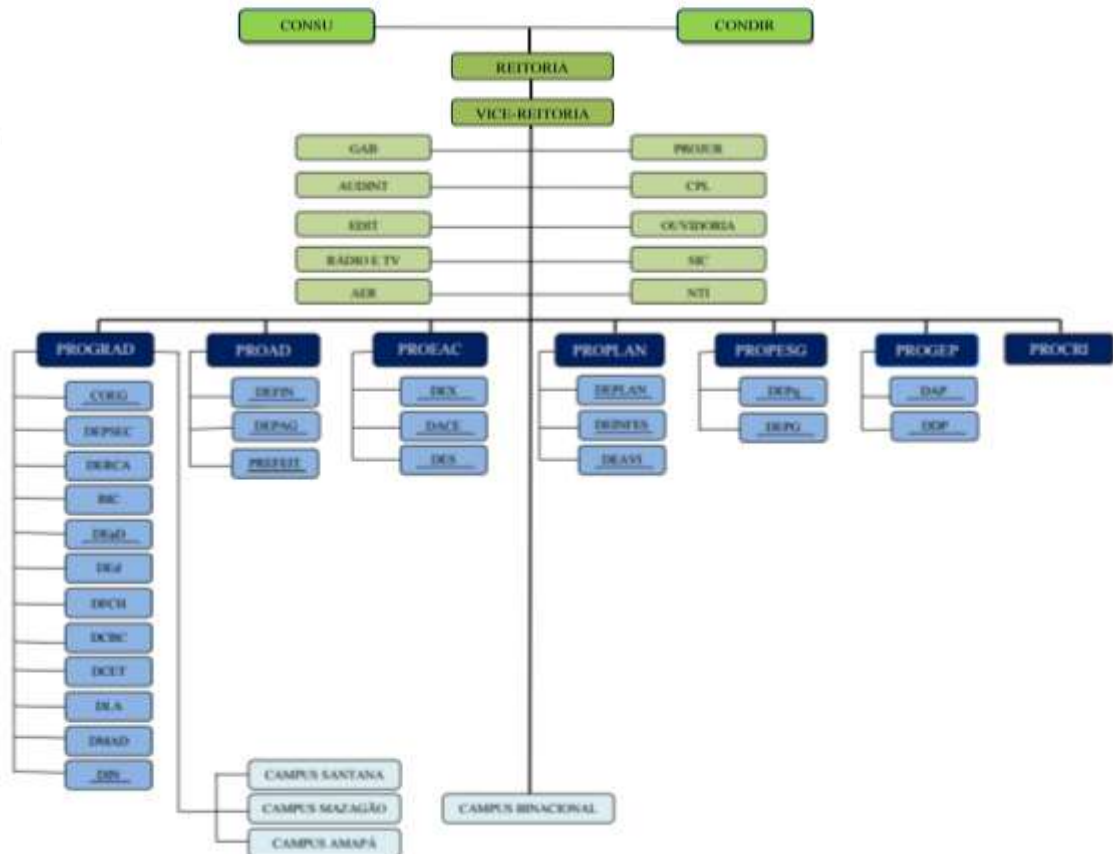 CONSU
CONDIR
REITORIA
VICE-REITORIA
GAB
PROJUR
AUDINT
CPL
EDIT
OUVIDORIA
RÁDIO E TV
SIC
AER
NTI
PROGRAD
PROAD
PROEAC
PROPLAN
PROPESG
PROGEP
PROCRI
COEG
DEFIN
DEX
DEPLAN
DEPq
DAP
DEPSEC
DEPAG
DACE
DEINFES
DEPG
DDP
DERCA
PREFEIT
DES
DEAVI
BIC
DEaD
DEd
DFCH
DCBC
DCET
DLA
DMAD
DIN
CAMPUS SANTANA
CAMPUS MAZAGÃO
CAMPUS BINACIONAL
CAMPUS AMAPÁ